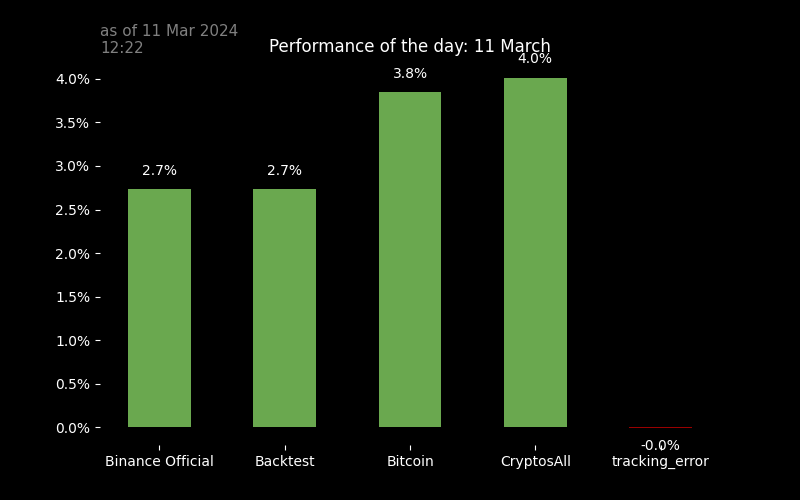 as of 11 Mar 2024
12:22
Performance of the day: 11 March
4.0%
3.5%
3.0%
2.5%
2.0%
1.5%
1.0%
0.5%
0.0%
2.7%
2.7%
3.8%
4.0%
-0.0%
Binance Official
Backtest
Bitcoin
CryptosAll
tracking_error